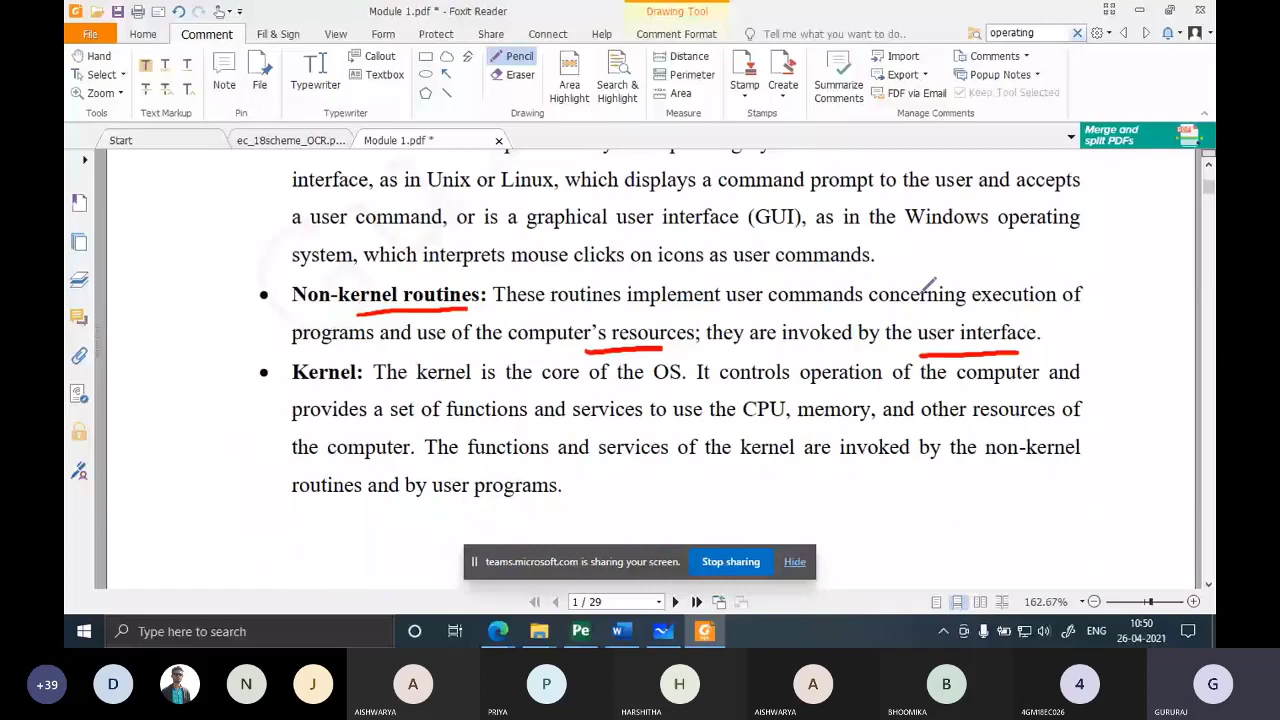 Module 1.pdf * - Foxit Reader
Drawing Tool
File Home Comment View Fill & Sign Form Protect Share Connect Help Comment Format Tell me what you want to do... operating
Hand
Select
Zoom
Tools
T T T
T T T
Text Markup
Note
File
Pin
Typewriter
Callout
Textbox
Typewriter
Pencil
Eraser
Drawing
Area Highlight
Search & Highlight
Distance
Perimeter
Area
Measure
Stamp
Create
Stamps
Summarize Comments
Import
Export
FDF via Email
Comments
Popup Notes
Keep Tool Selected
Manage Comments
Start
ec_18scheme_OCR.p...
Module 1.pdf *
Merge and split PDFs
interface, as in Unix or Linux, which displays a command prompt to the user and accepts
a user command, or is a graphical user interface (GUI), as in the Windows operating
system, which interprets mouse clicks on icons as user commands.
• Non-kernel routines: These routines implement user commands concerning execution of
programs and use of the computer's resources; they are invoked by the user interface.
• Kernel: The kernel is the core of the OS. It controls operation of the computer and
provides a set of functions and services to use the CPU, memory, and other resources of
the computer. The functions and services of the kernel are invoked by the non-kernel
routines and by user programs.
teams.microsoft.com is sharing your screen. Stop sharing Hide
1 / 29
162.67%
Type here to search
Pe
ENG
10:50
26-04-2021
+39 D N J A P H A B 4 G
AISHWARYA PRIYA HARSHITHA AISHWARYA BHOOMIKA 4GM18EC026 GURURAJ